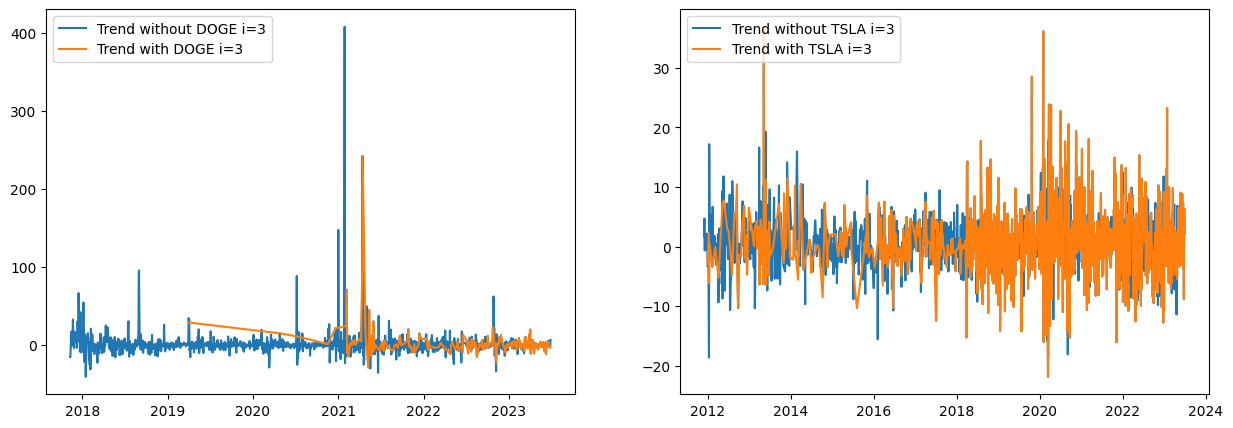 Trend without DOGE i=3
Trend with DOGE i=3
400
300
200
100
0
2018 2019 2020 2021 2022 2023
Trend without TSLA i=3
Trend with TSLA i=3
30
20
10
0
−10
−20
2012 2014 2016 2018 2020 2022 2024